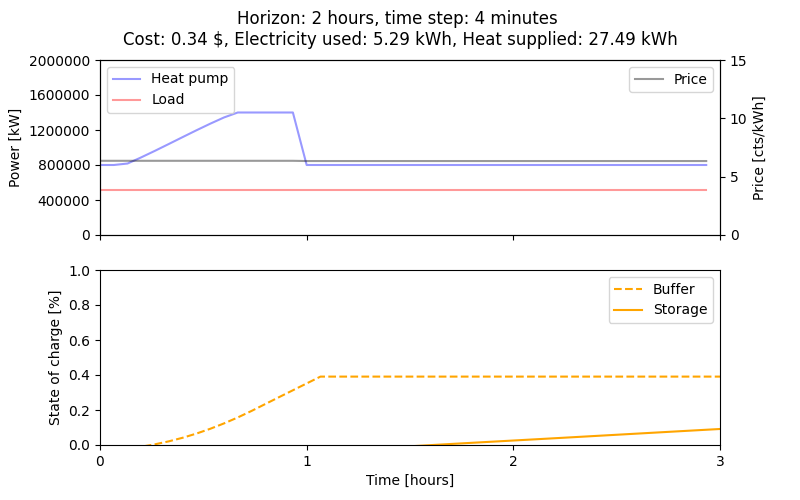 Horizon: 2 hours, time step: 4 minutes
Cost: 0.34 $, Electricity used: 5.29 kWh, Heat supplied: 27.49 kWh
2000000
1600000
1200000
800000
400000
0
Power [kW]
Heat pump
Load
Price
15
10
5
0
Price [cts/kWh]
1.0
0.8
0.6
0.4
0.2
0.0
State of charge [%]
Buffer
Storage
0
1
2
3
Time [hours]